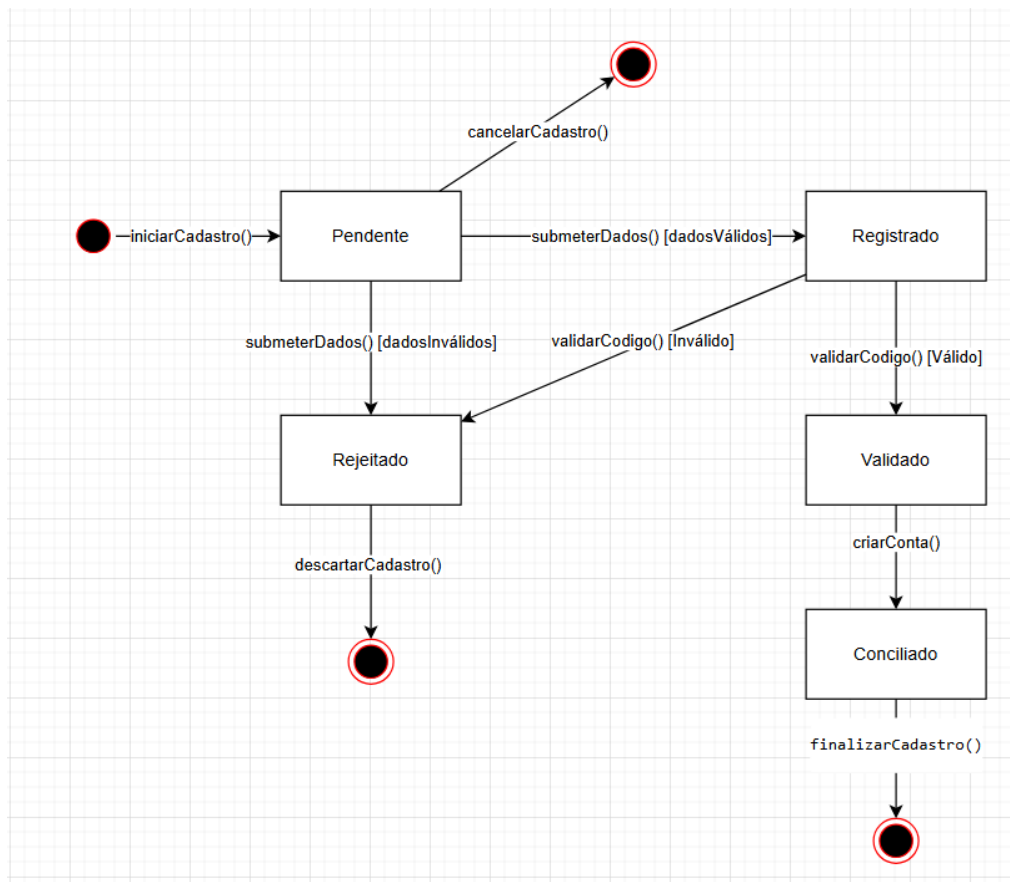 cancelarCadastro()
iniciarCadastro()
Pendente
submeterDados() [dadosVálidos]
Registrado
submeterDados() [dadosInválidos]
validarCodigo() [Inválido]
validarCodigo() [Válido]
Rejeitado
Validado
criarConta()
descartarCadastro()
Conciliado
finalizarCadastro()